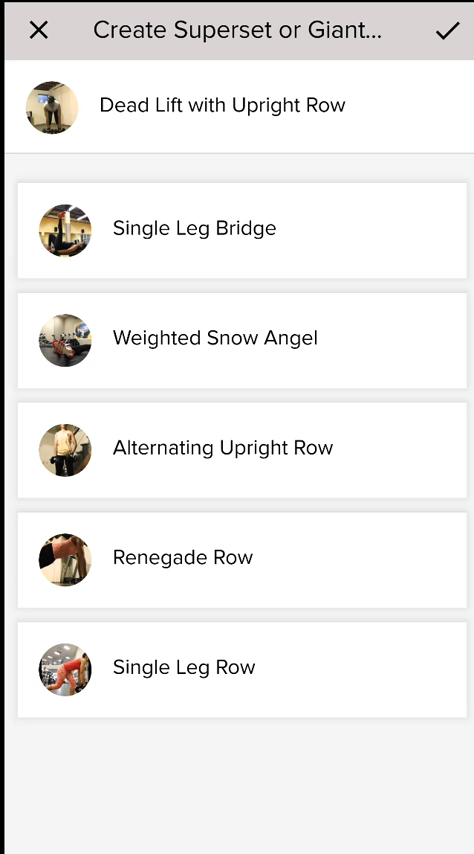 Create Superset or Giant...
Dead Lift with Upright Row
Single Leg Bridge
Weighted Snow Angel
Alternating Upright Row
Renegade Row
Single Leg Row